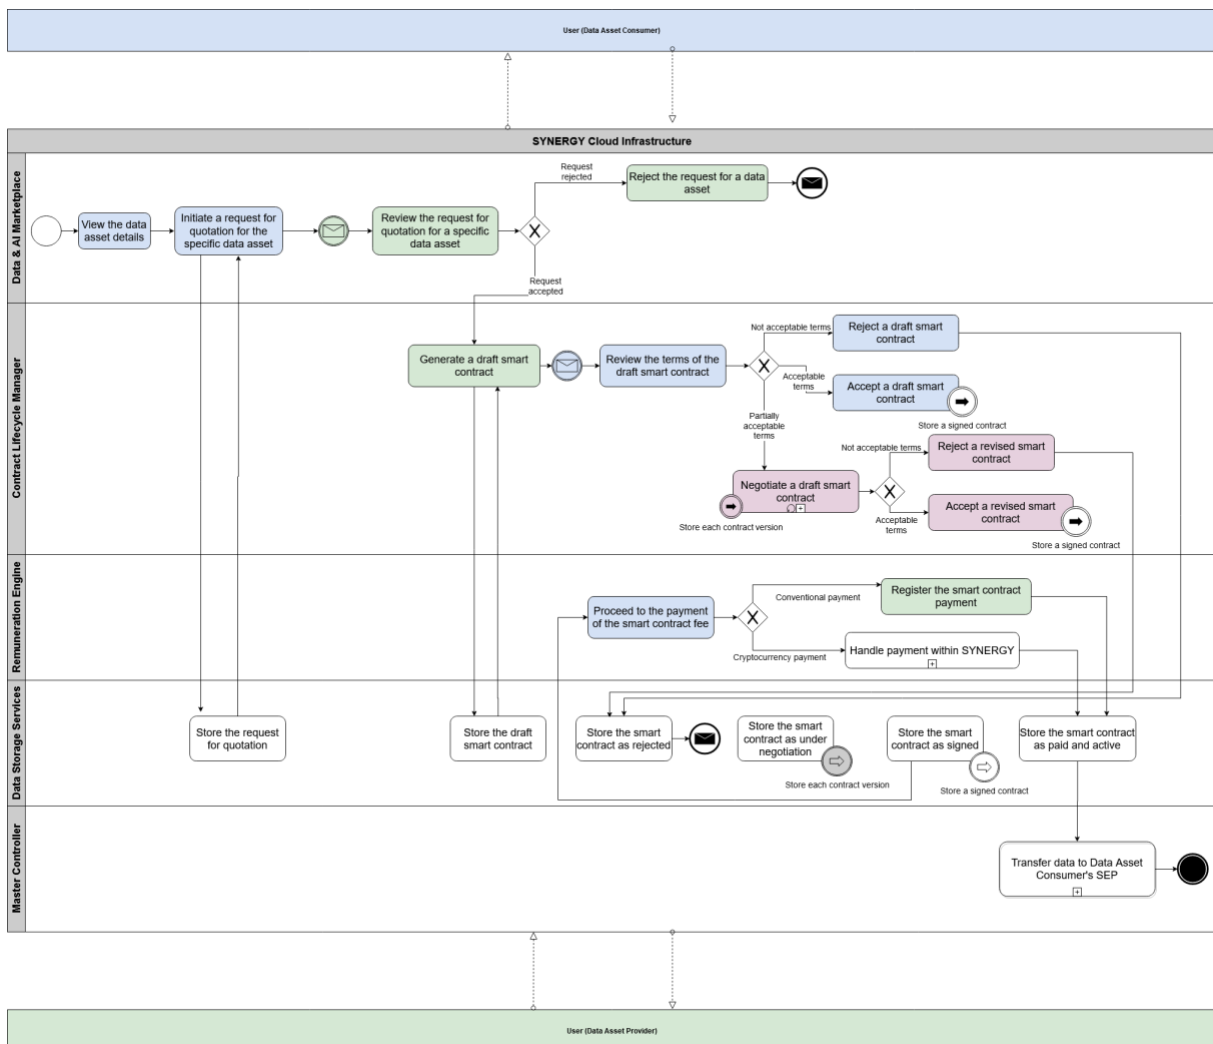 User (Data Asset Consumer)
SYNERGY Cloud Infrastructure
Data & AI Marketplace
View the data
asset details
Initiate a request for
quotation for the
specific data asset
Review the request for
quotation for a specific
data asset
Request
rejected
Reject the request for a data
asset
X
Request
accepted
Contract Lifecycle Manager
Generate a draft smart
contract
Review the terms of the
draft smart contract
X
Not acceptable terms
Reject a draft smart
contract
Acceptable
terms
Accept a draft smart
contract
Store a signed contract
Partially
acceptable
terms
Negotiate a draft smart
contract
Store each contract version
X
Not acceptable terms
Reject a revised smart
contract
Acceptable
terms
Accept a revised smart
contract
Store a signed contract
Remuneration Engine
Proceed to the payment
of the smart contract fee
X
Conventional payment
Register the smart contract
payment
Cryptocurrency payment
Handle payment within SYNERGY
Data Storage Services
Store the request
for quotation
Store the draft
smart contract
Store the smart
contract as rejected
Store the smart
contract as under
negotiation
Store each contract version
Store the smart
contract as signed
Store a signed contract
Store the smart contract
as paid and active
Master Controller
Transfer data to Data Asset
Consumer's SEP
User (Data Asset Provider)